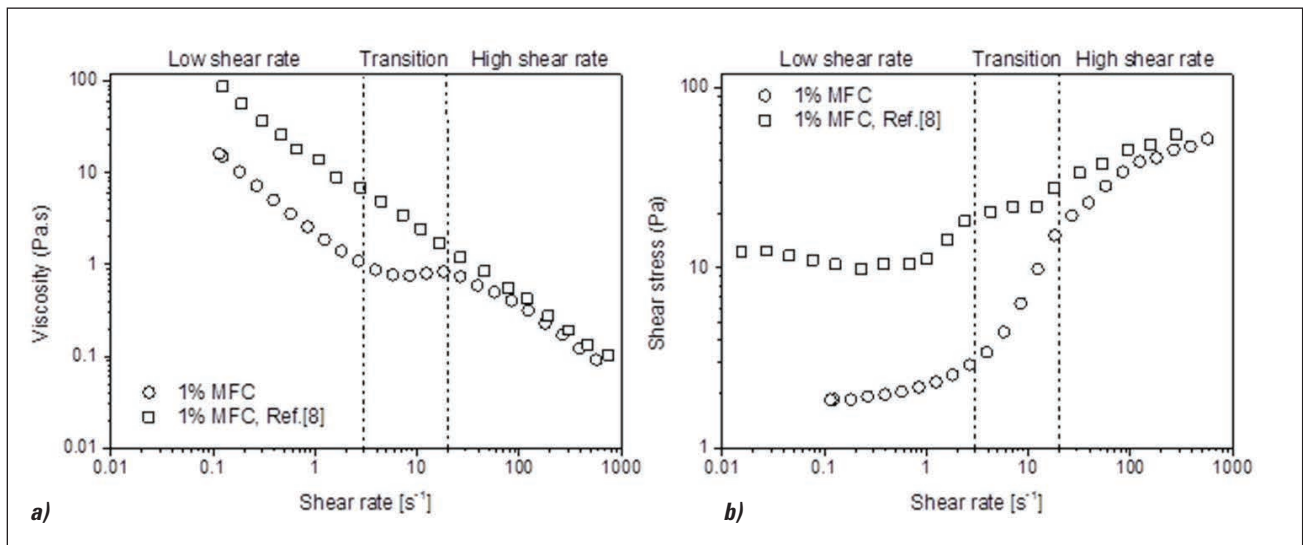 Low shear rate Transition High shear rate
100
10
1
0.1
0.01
Viscosity (Pa.s)
1% MFC
1% MFC, Ref.[8]
0.01 0.1 1 10 100 1000
Shear rate [s⁻¹]
a)
Low shear rate Transition High shear rate
100
10
1
Shear stress (Pa)
1% MFC
1% MFC, Ref.[8]
0.01 0.1 1 10 100 1000
Shear rate [s⁻¹]
b)